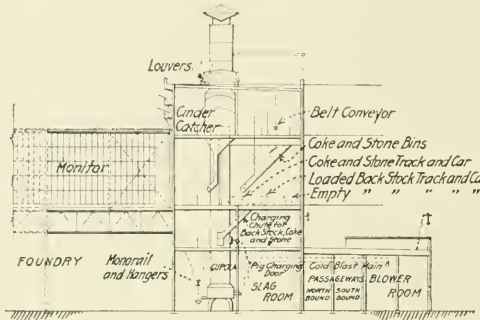 Louvers.
Cinder
Catcher
Belt Conveyor
Coke and Stone Bins
Coke and Stone Track and Car
Loaded Back Stock Track and Ca
Empty " " " " "
Monitor
Charging
Chute for
Back Stock, Coke
and Stone
FOUNDRY
Monorail
and Hangers
CUPOLA
Pig Charging
Door
SLAG
ROOM
Cold Blast Main
PASSAGEWAYS
NORTH
BOUND
SOUTH
BOUND
BLOWER
ROOM